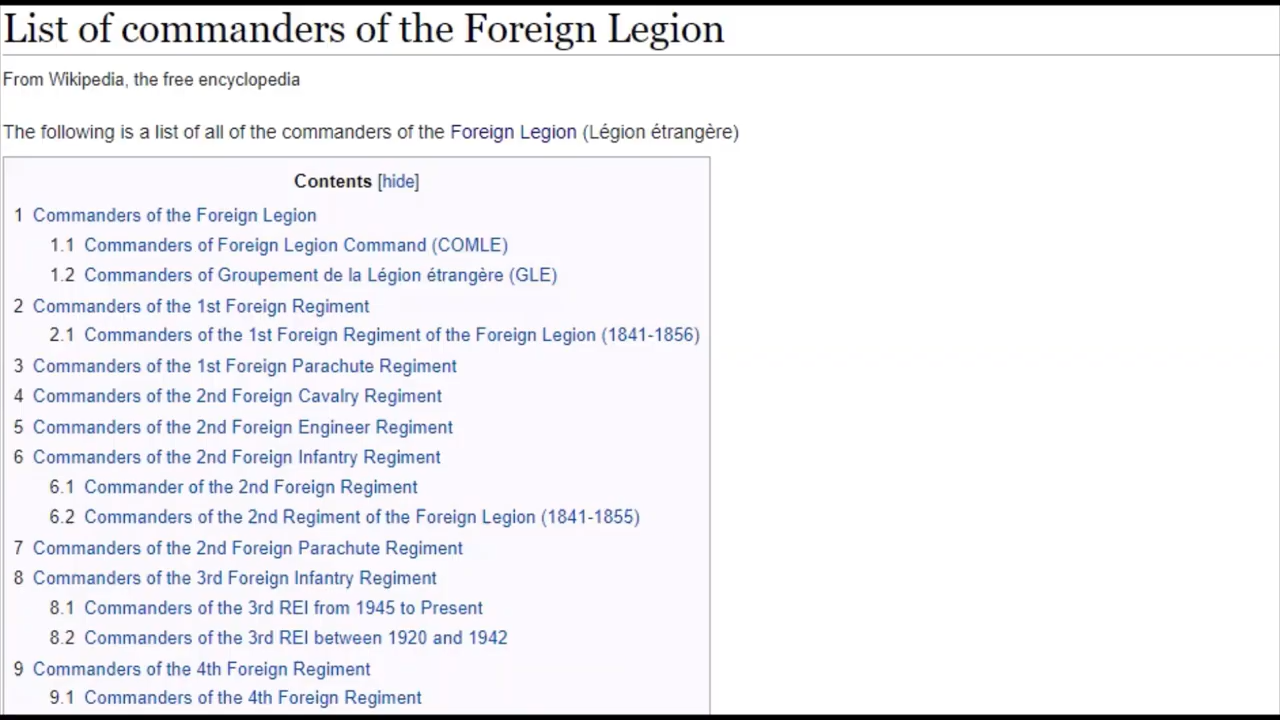 List of commanders of the Foreign Legion
From Wikipedia, the free encyclopedia
The following is a list of all of the commanders of the Foreign Legion (Légion étrangère)
Contents [hide]
1 Commanders of the Foreign Legion
1.1 Commanders of Foreign Legion Command (COMLE)
1.2 Commanders of Groupement de la Légion étrangère (GLE)
2 Commanders of the 1st Foreign Regiment
2.1 Commanders of the 1st Foreign Regiment of the Foreign Legion (1841-1856)
3 Commanders of the 1st Foreign Parachute Regiment
4 Commanders of the 2nd Foreign Cavalry Regiment
5 Commanders of the 2nd Foreign Engineer Regiment
6 Commanders of the 2nd Foreign Infantry Regiment
6.1 Commander of the 2nd Foreign Regiment
6.2 Commanders of the 2nd Regiment of the Foreign Legion (1841-1855)
7 Commanders of the 2nd Foreign Parachute Regiment
8 Commanders of the 3rd Foreign Infantry Regiment
8.1 Commanders of the 3rd REI from 1945 to Present
8.2 Commanders of the 3rd REI between 1920 and 1942
9 Commanders of the 4th Foreign Regiment
9.1 Commanders of the 4th Foreign Regiment